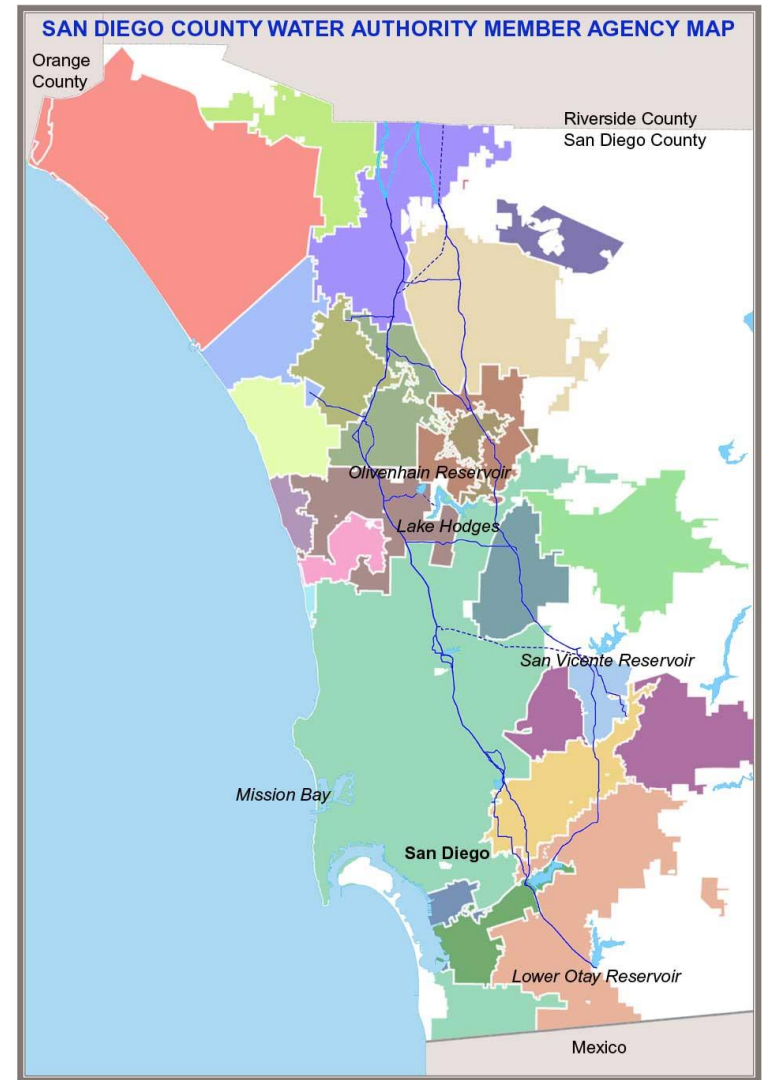 SAN DIEGO COUNTY WATER AUTHORITY MEMBER AGENCY MAP
Orange
County
Riverside County
San Diego County
Olivenhain Reservoir
Lake Hodges
San Vicente Reservoir
Mission Bay
San Diego
Lower Otay Reservoir
Mexico